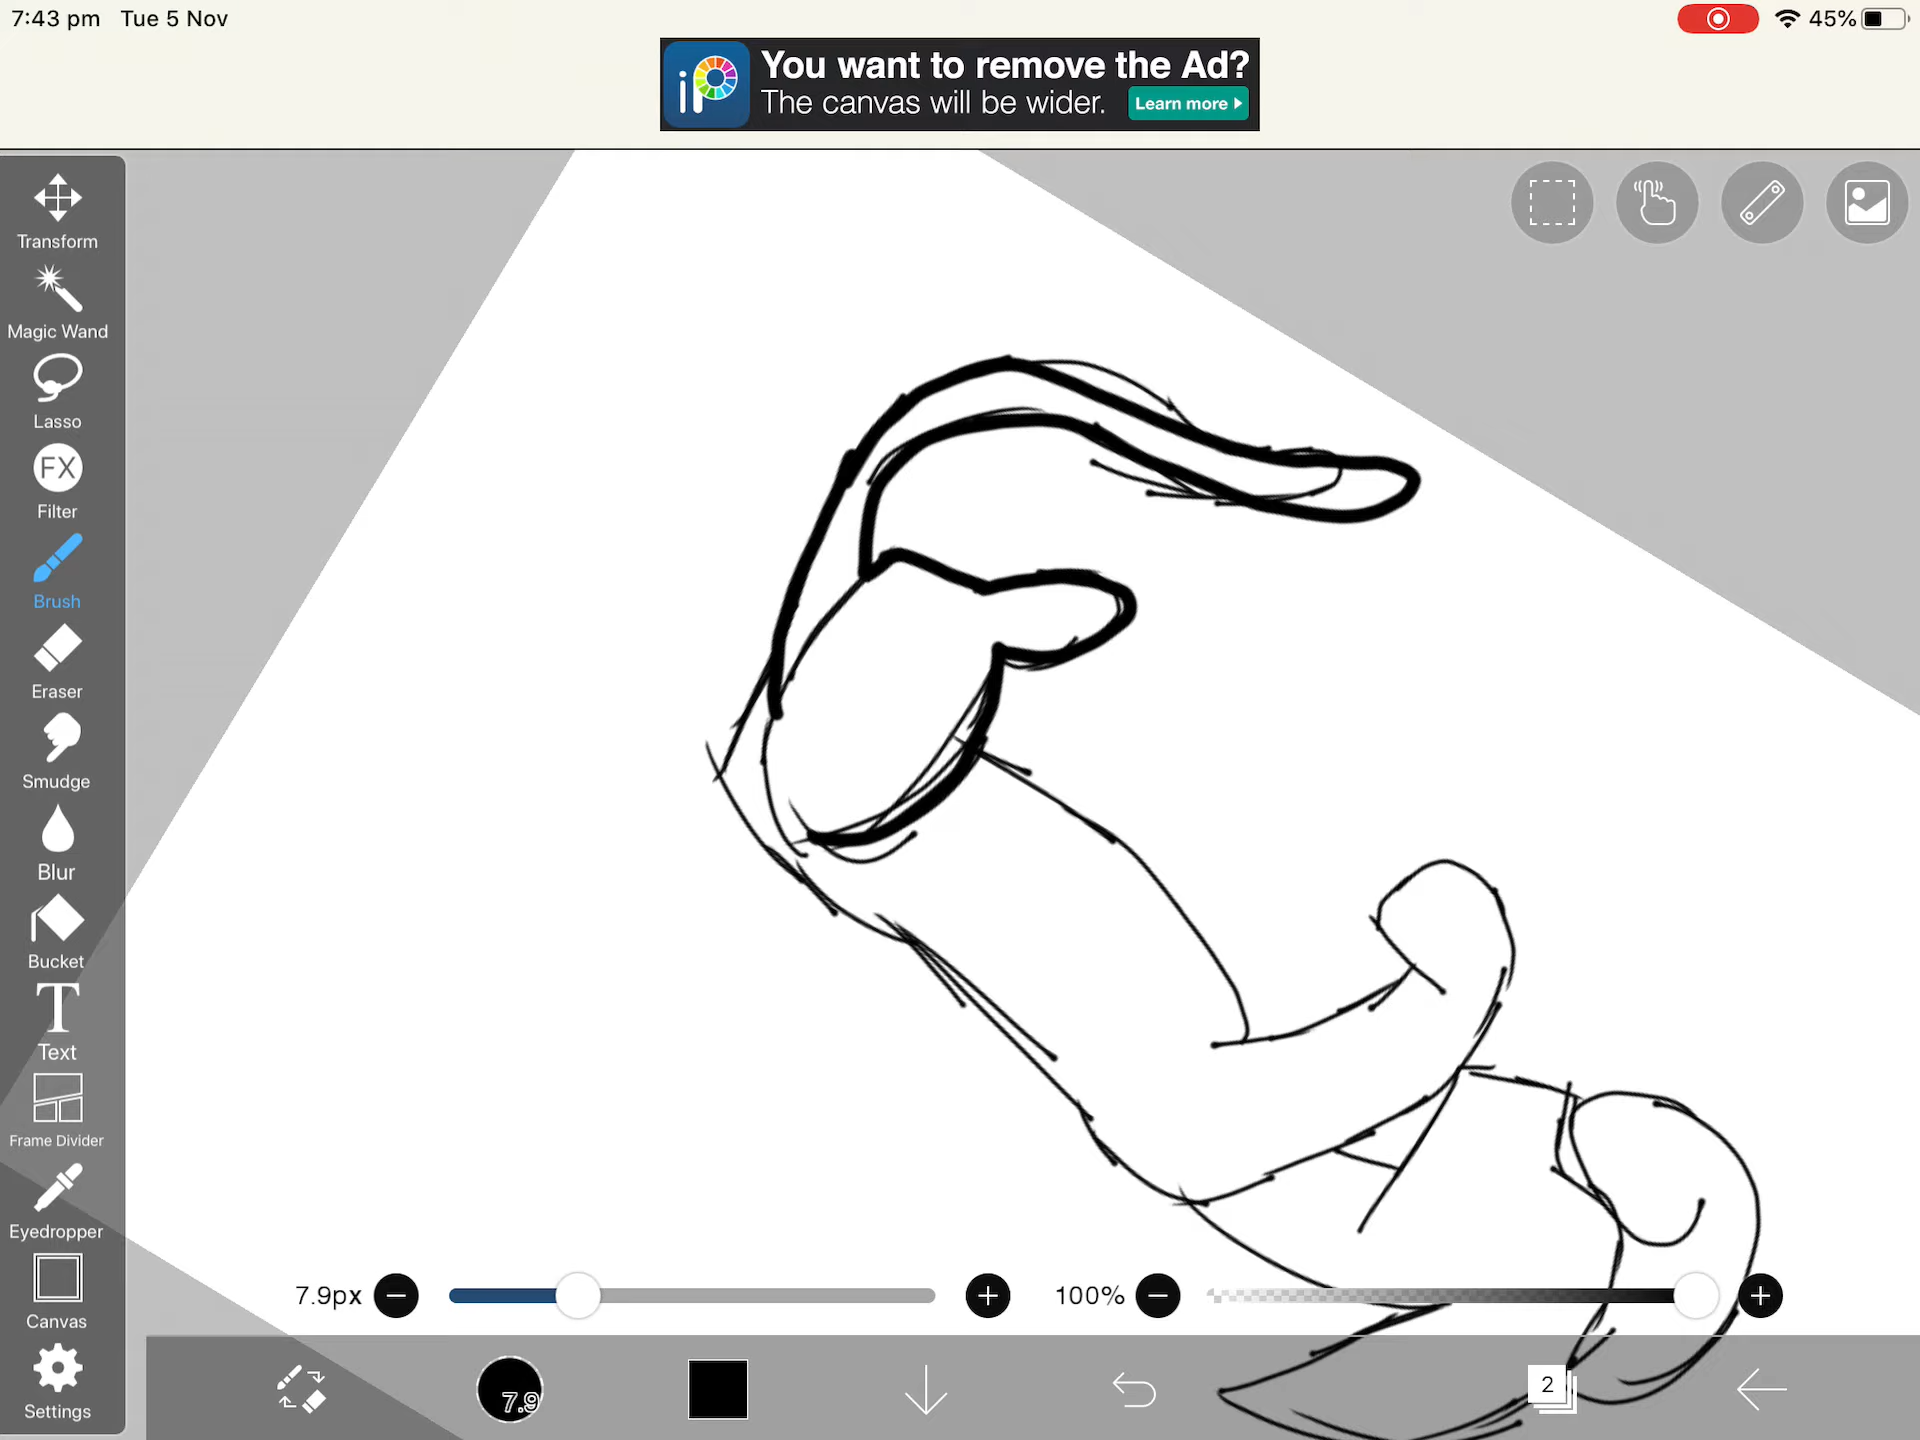 7:43 pm Tue 5 Nov
45%
iP
You want to remove the Ad?
The canvas will be wider.
Learn more
Transform
Magic Wand
Lasso
FX
Filter
Brush
Eraser
Smudge
Blur
Bucket
T
Text
Frame Divider
Eyedropper
Canvas
Settings
7.9px
100%
7.9
2